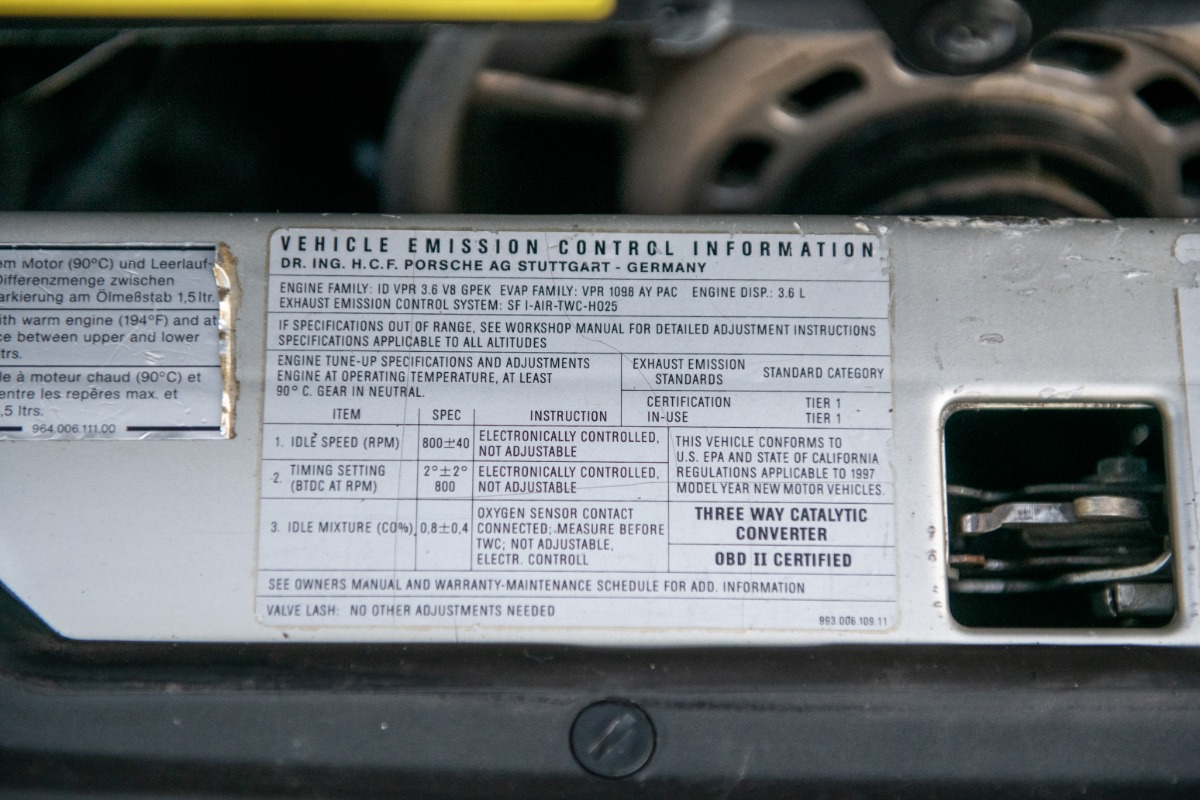 em Motor (90°C) und Leerlauf-
Differenzmenge zwischen
arkierung am Ölmeßstab 1,5 ltr.
ith warm engine (194°F) and at
ce between upper and lower
trs.
le à moteur chaud (90°C) et
entre les repères max. et
,5 ltrs.
964.006.111.00
VEHICLE EMISSION CONTROL INFORMATION
DR. ING. H.C.F. PORSCHE AG STUTTGART - GERMANY
ENGINE FAMILY: ID VPR 3.6 V8 GPEK EVAP FAMILY: VPR 1098 AY PAC ENGINE DISP.: 3.6 L
EXHAUST EMISSION CONTROL SYSTEM: SF I-AIR-TWC-HO2S
IF SPECIFICATIONS OUT OF RANGE, SEE WORKSHOP MANUAL FOR DETAILED ADJUSTMENT INSTRUCTIONS
SPECIFICATIONS APPLICABLE TO ALL ALTITUDES
ENGINE TUNE-UP SPECIFICATIONS AND ADJUSTMENTS
ENGINE AT OPERATING TEMPERATURE, AT LEAST
90° C. GEAR IN NEUTRAL.
EXHAUST EMISSION STANDARDS STANDARD CATEGORY
CERTIFICATION TIER 1
IN-USE TIER 1
ITEM SPEC INSTRUCTION
1. IDLE SPEED (RPM) 800±40 ELECTRONICALLY CONTROLLED,
NOT ADJUSTABLE
2. TIMING SETTING (BTDC AT RPM) 2°±2° 800 ELECTRONICALLY CONTROLLED,
NOT ADJUSTABLE
3. IDLE MIXTURE (CO%) 0,8±0,4 OXYGEN SENSOR CONTACT
CONNECTED; MEASURE BEFORE
TWC; NOT ADJUSTABLE,
ELECTR. CONTROLL
THIS VEHICLE CONFORMS TO
U.S. EPA AND STATE OF CALIFORNIA
REGULATIONS APPLICABLE TO 1997
MODEL YEAR NEW MOTOR VEHICLES.
THREE WAY CATALYTIC
CONVERTER
OBD II CERTIFIED
SEE OWNERS MANUAL AND WARRANTY-MAINTENANCE SCHEDULE FOR ADD. INFORMATION
VALVE LASH: NO OTHER ADJUSTMENTS NEEDED
993.006.109.11